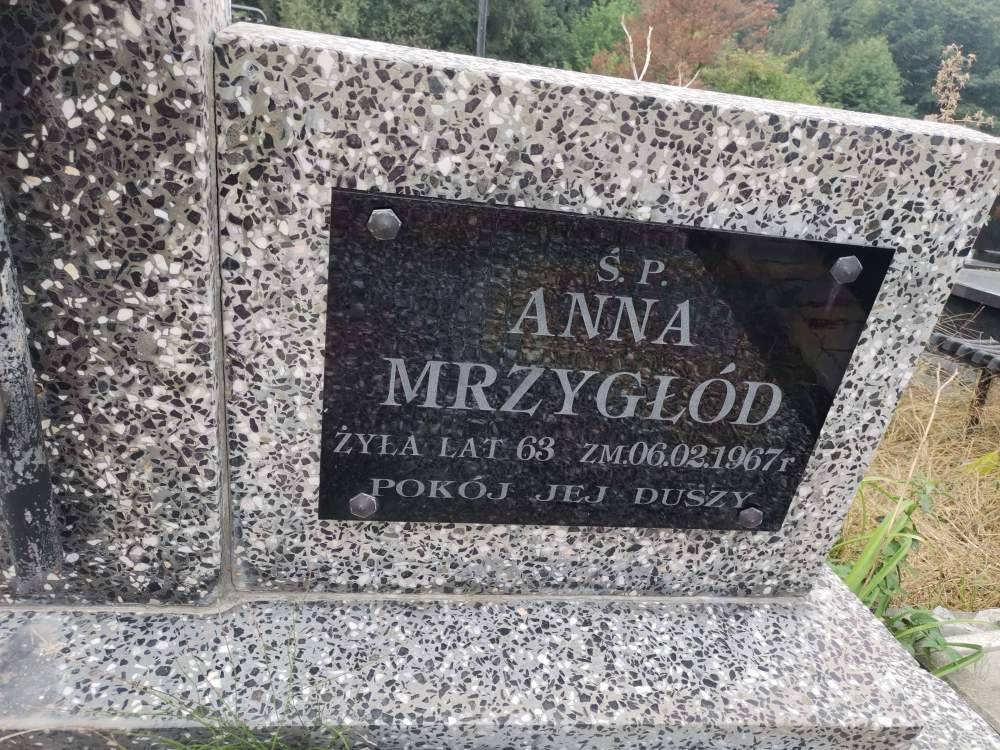 Ś. P.
ANNA
MRZYGŁÓD
ŻYŁA LAT 63 ZM.06.02.1967r
POKÓJ JEJ DUSZY